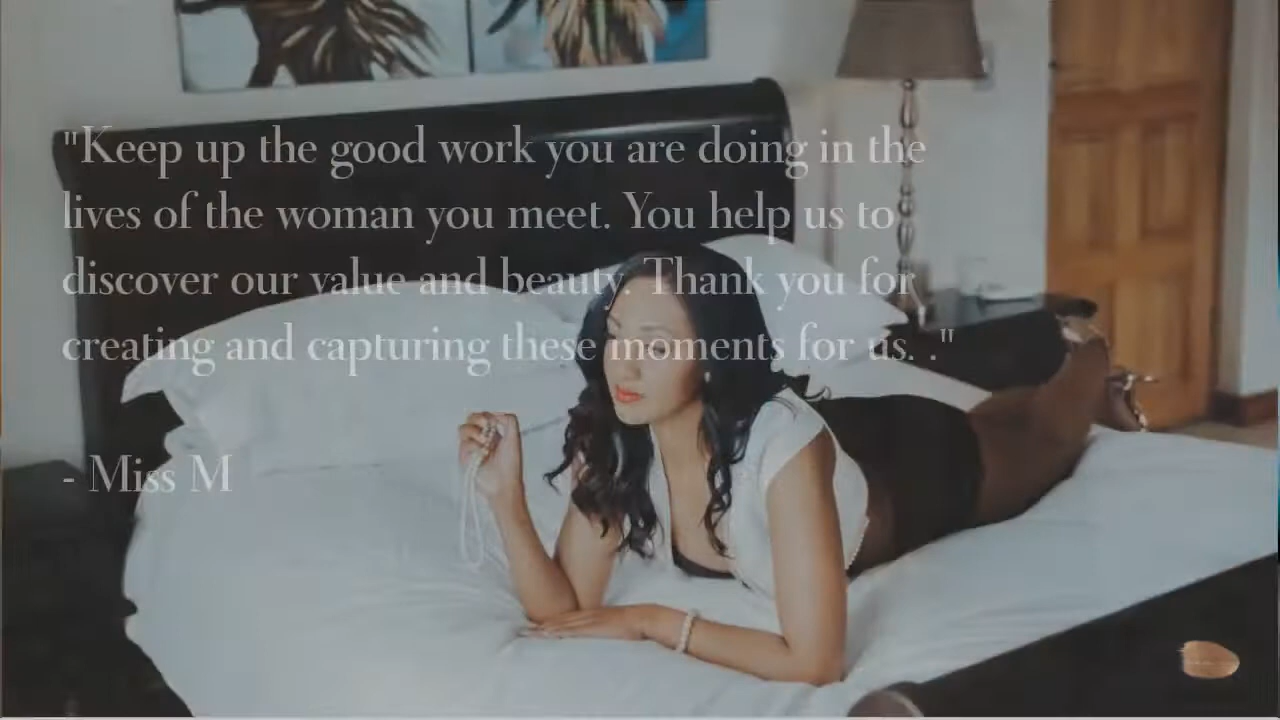 "Keep up the good work you are doing in the
lives of the woman you meet. You help us to
discover our value and beauty. Thank you for
creating and capturing these moments for us. ."
- Miss M